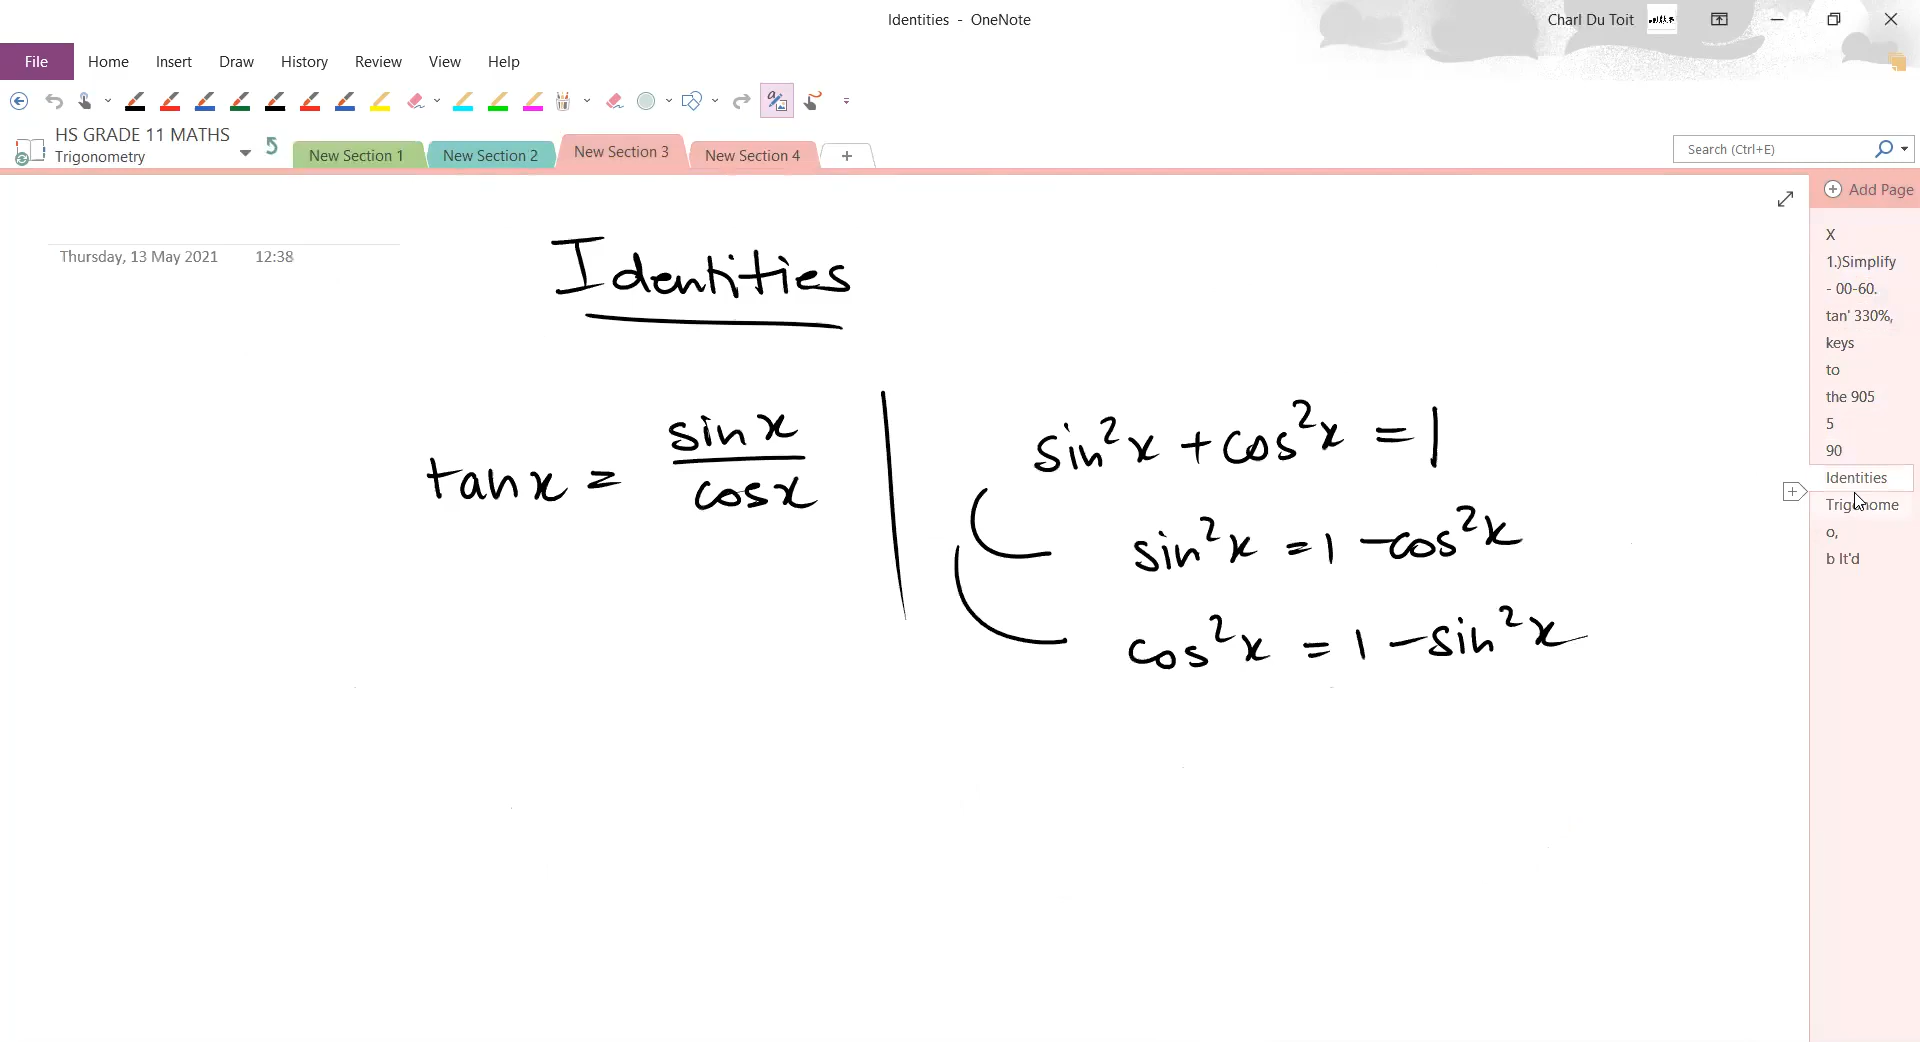 Identities - OneNote
Charl Du Toit
File Home Insert Draw History Review View Help
HS GRADE 11 MATHS
Trigonometry
New Section 1
New Section 2
New Section 3
New Section 4
Search (Ctrl+E)
Add Page
Thursday, 13 May 2021 12:38
Identities
tan x = sin x / cos x
sin²x + cos²x = 1
sin²x = 1 - cos²x
cos²x = 1 - sin²x
X
1.)Simplify
- 00-60.
tan' 330%,
keys
to
the 905
5
90
Identities
o,
b It'd